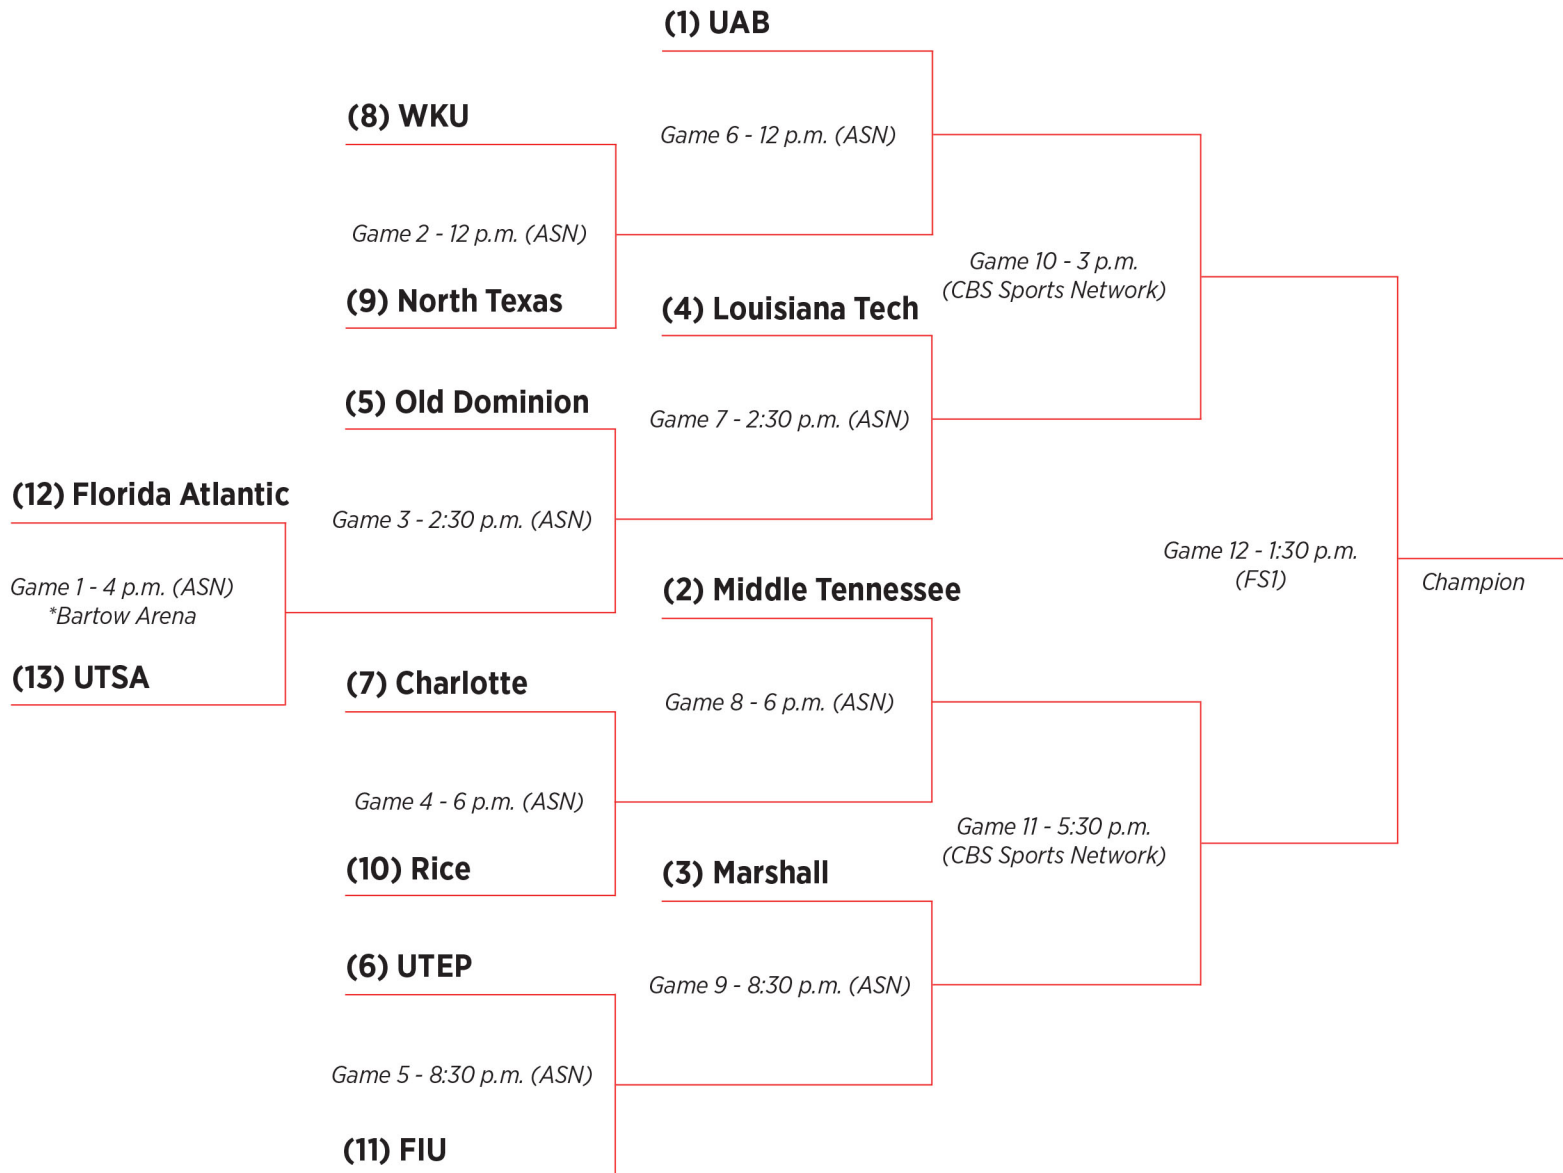 (1) UAB
(8) WKU
Game 6 - 12 p.m. (ASN)
Game 2 - 12 p.m. (ASN)
Game 10 - 3 p.m.
(CBS Sports Network)
(9) North Texas
(4) Louisiana Tech
(5) Old Dominion
Game 7 - 2:30 p.m. (ASN)
(12) Florida Atlantic
Game 3 - 2:30 p.m. (ASN)
Game 12 - 1:30 p.m.
(FS1)
Champion
Game 1 - 4 p.m. (ASN)
*Bartow Arena
(2) Middle Tennessee
(13) UTSA
(7) Charlotte
Game 8 - 6 p.m. (ASN)
Game 4 - 6 p.m. (ASN)
Game 11 - 5:30 p.m.
(CBS Sports Network)
(10) Rice
(3) Marshall
(6) UTEP
Game 9 - 8:30 p.m. (ASN)
Game 5 - 8:30 p.m. (ASN)
(11) FIU